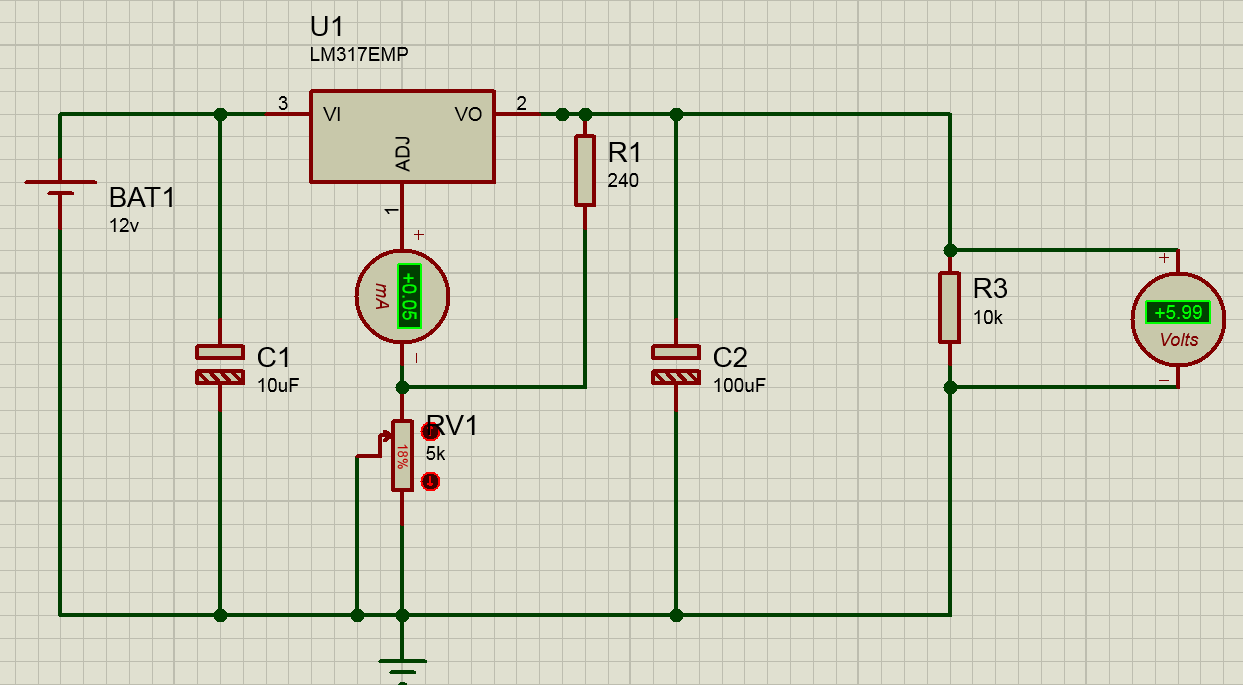 U1
LM317EMP
3
VI
VO
2
ADJ
1
R1
240
BAT1
12v
+
+0.05
mA
−
+
R3
10k
+5.99
Volts
−
C1
10uF
C2
100uF
RV1
5k
18%